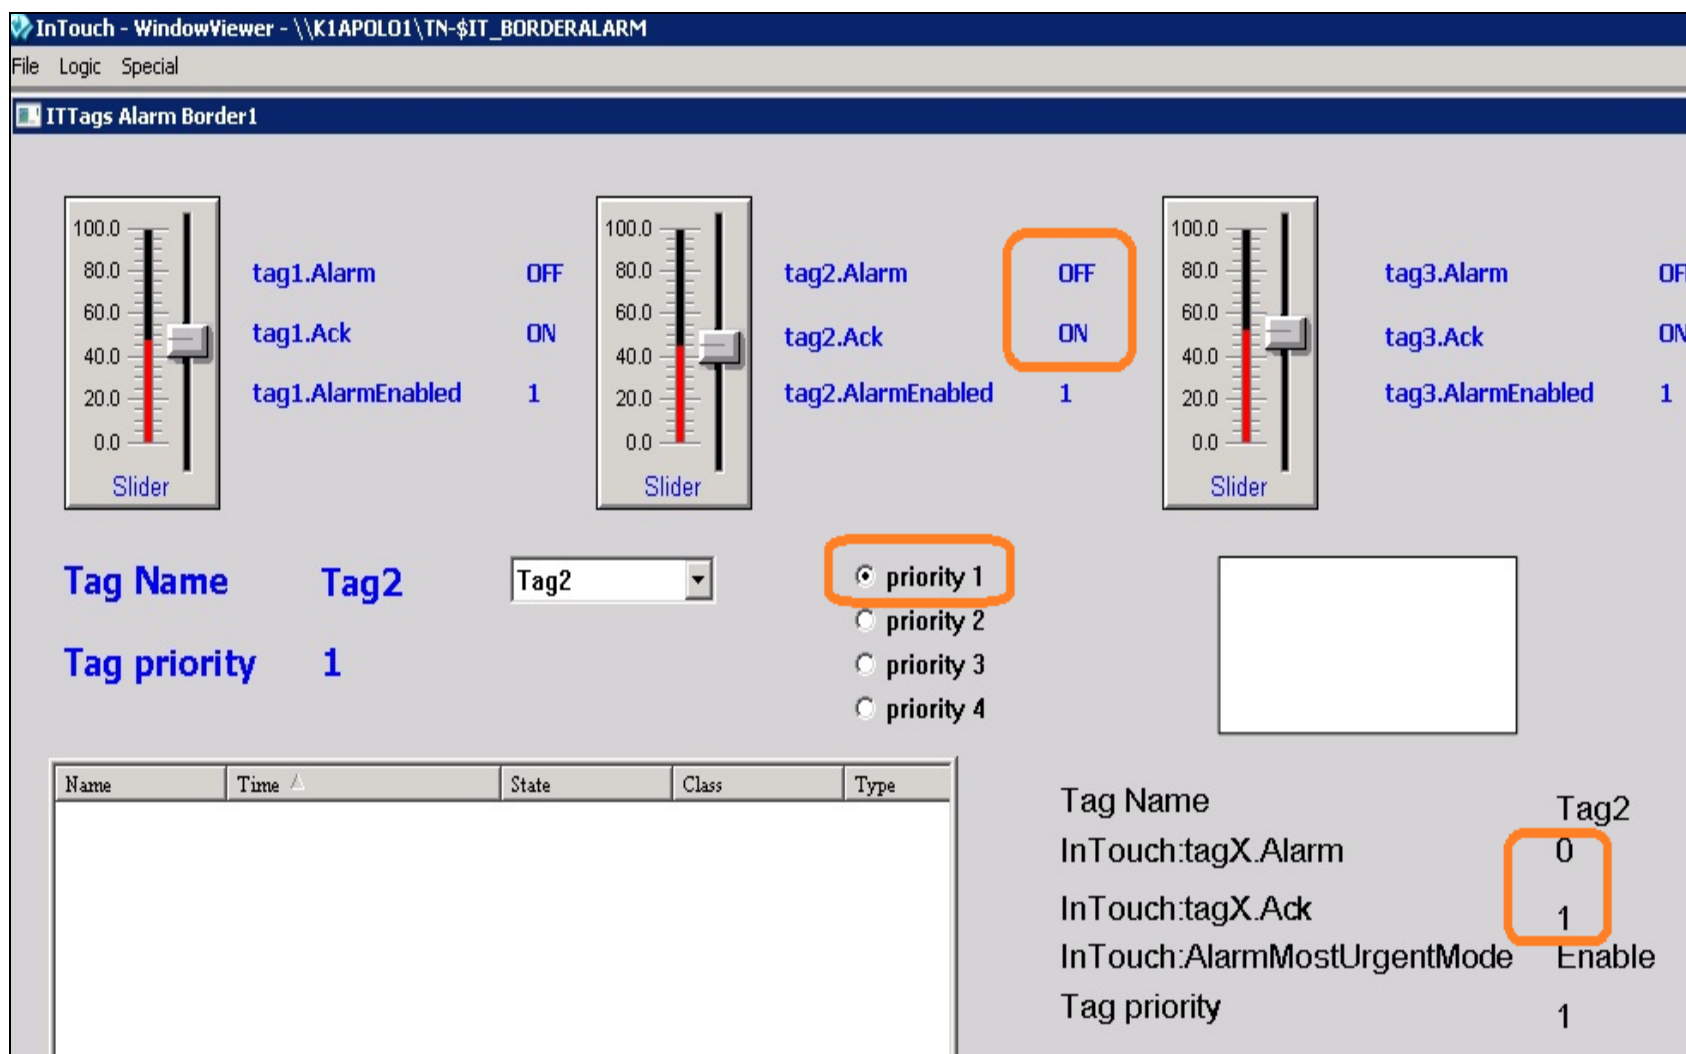 InTouch - WindowViewer - \\K1APOLO1\TN-$IT_BORDERALARM
File Logic Special
ITTags Alarm Border1
100.0
80.0
60.0
40.0
20.0
0.0
Slider
tag1.Alarm OFF
tag1.Ack ON
tag1.AlarmEnabled 1
100.0
80.0
60.0
40.0
20.0
0.0
Slider
tag2.Alarm OFF
tag2.Ack ON
tag2.AlarmEnabled 1
100.0
80.0
60.0
40.0
20.0
0.0
Slider
tag3.Alarm
tag3.Ack ON
tag3.AlarmEnabled 1
Tag Name Tag2 Tag2
Tag priority 1
priority 1
priority 2
priority 3
priority 4
Name Time State Class Type
Tag Name Tag2
InTouch:tagX.Alarm 0
InTouch:tagX.Ack 1
InTouch:AlarmMostUrgentMode Enable
Tag priority 1